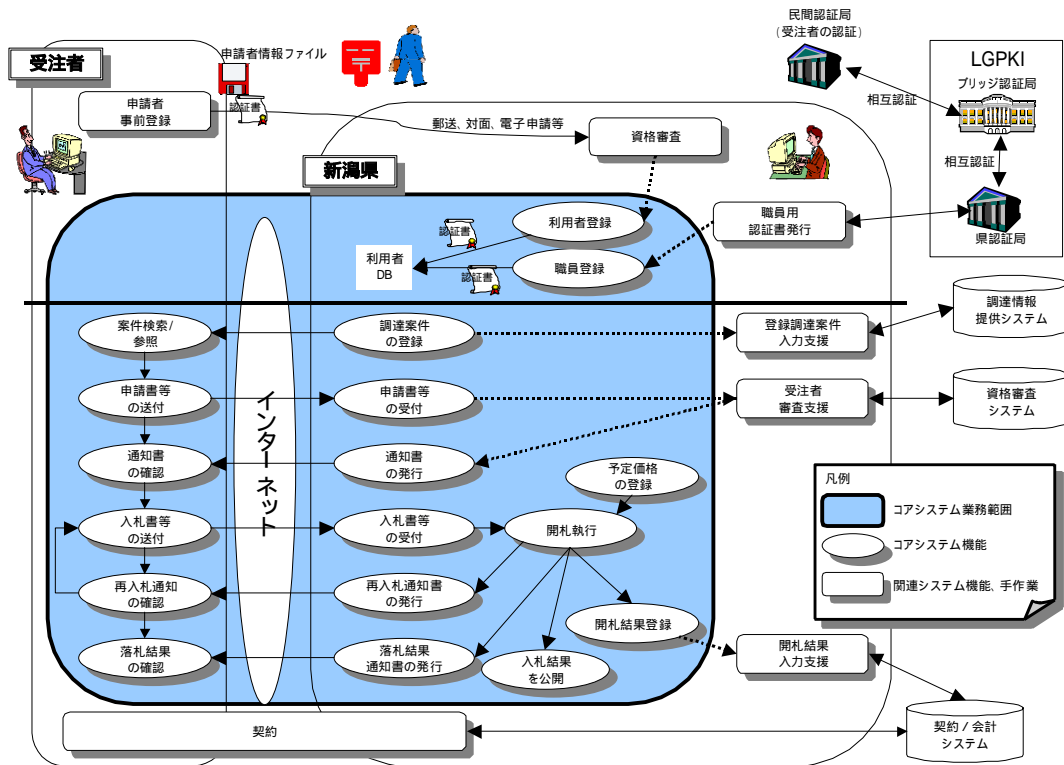 民間認証局
(受注者の認証)
申請者情報ファイル
受注者
LGPKI
ブリッジ認証局
相互認証
認証書
申請者
事前登録
郵送、対面、電子申請等
資格審査
相互認証
新潟県
県認証局
職員用
認証書発行
認証書
利用者登録
利用者
DB
認証書
職員登録
調達情報
提供システム
案件検索/
参照
調達案件
の登録
登録調達案件
入力支援
申請書等
の送付
申請書等
の受付
受注者
審査支援
資格審査
システム
インターネット
通知書
の確認
通知書
の発行
予定価格
の登録
凡例
コアシステム業務範囲
コアシステム機能
関連システム機能、手作業
入札書等
の送付
入札書等
の受付
開札執行
再入札通知
の確認
再入札通知書
の発行
開札結果登録
落札結果
の確認
落札結果
通知書の発行
入札結果
を公開
開札結果
入力支援
契約
契約/会計
システム